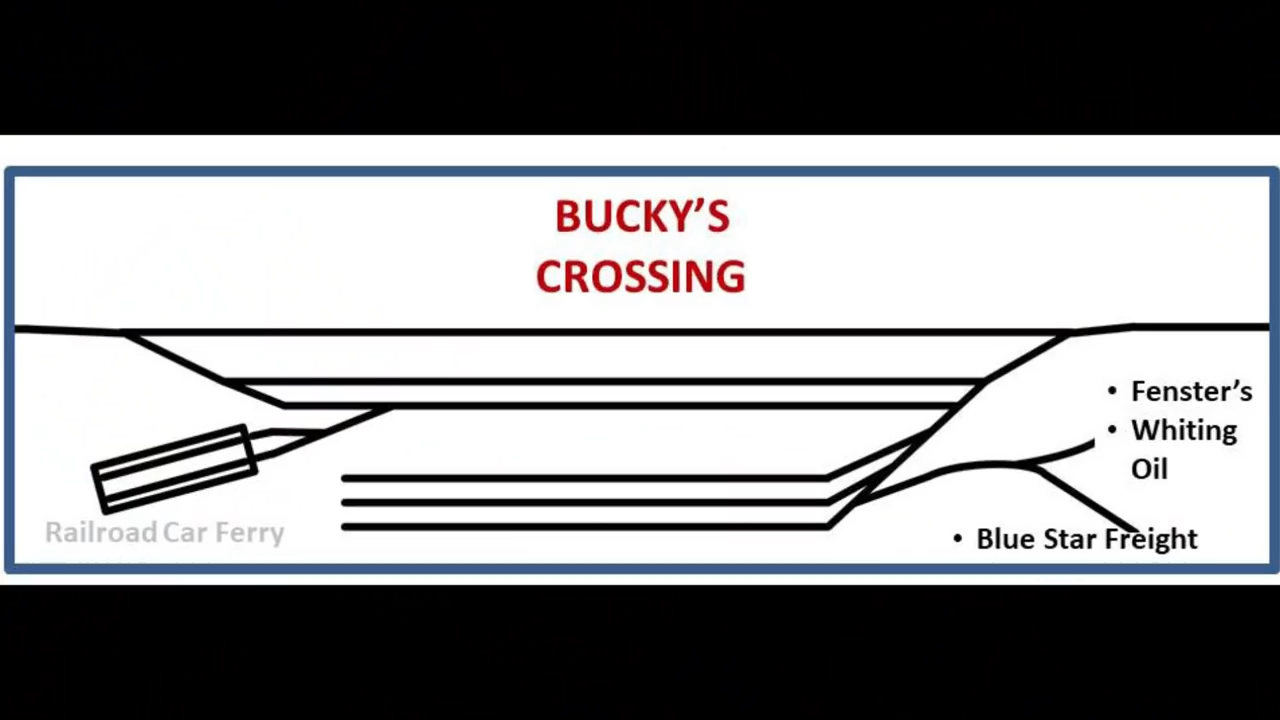 BUCKY’S
CROSSING
• Fenster’s
• Whiting
Oil
Railroad Car Ferry
• Blue Star Freight